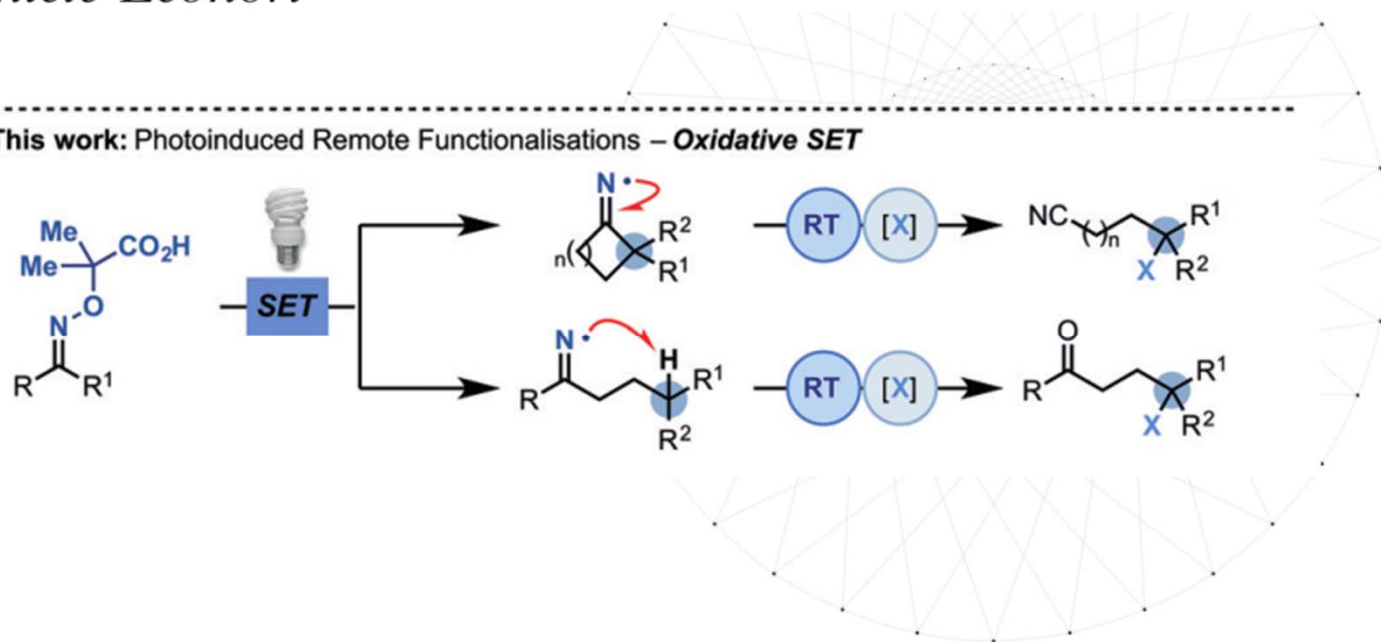 This work: Photoinduced Remote Functionalisations – Oxidative SET
Me
CO2H
Me
O
N
R R1
SET
N•
R2
R1
n( )
RT [X]
NC ( )n R1
X R2
N•
H
R R1
R2
RT [X]
O
R R1
X R2